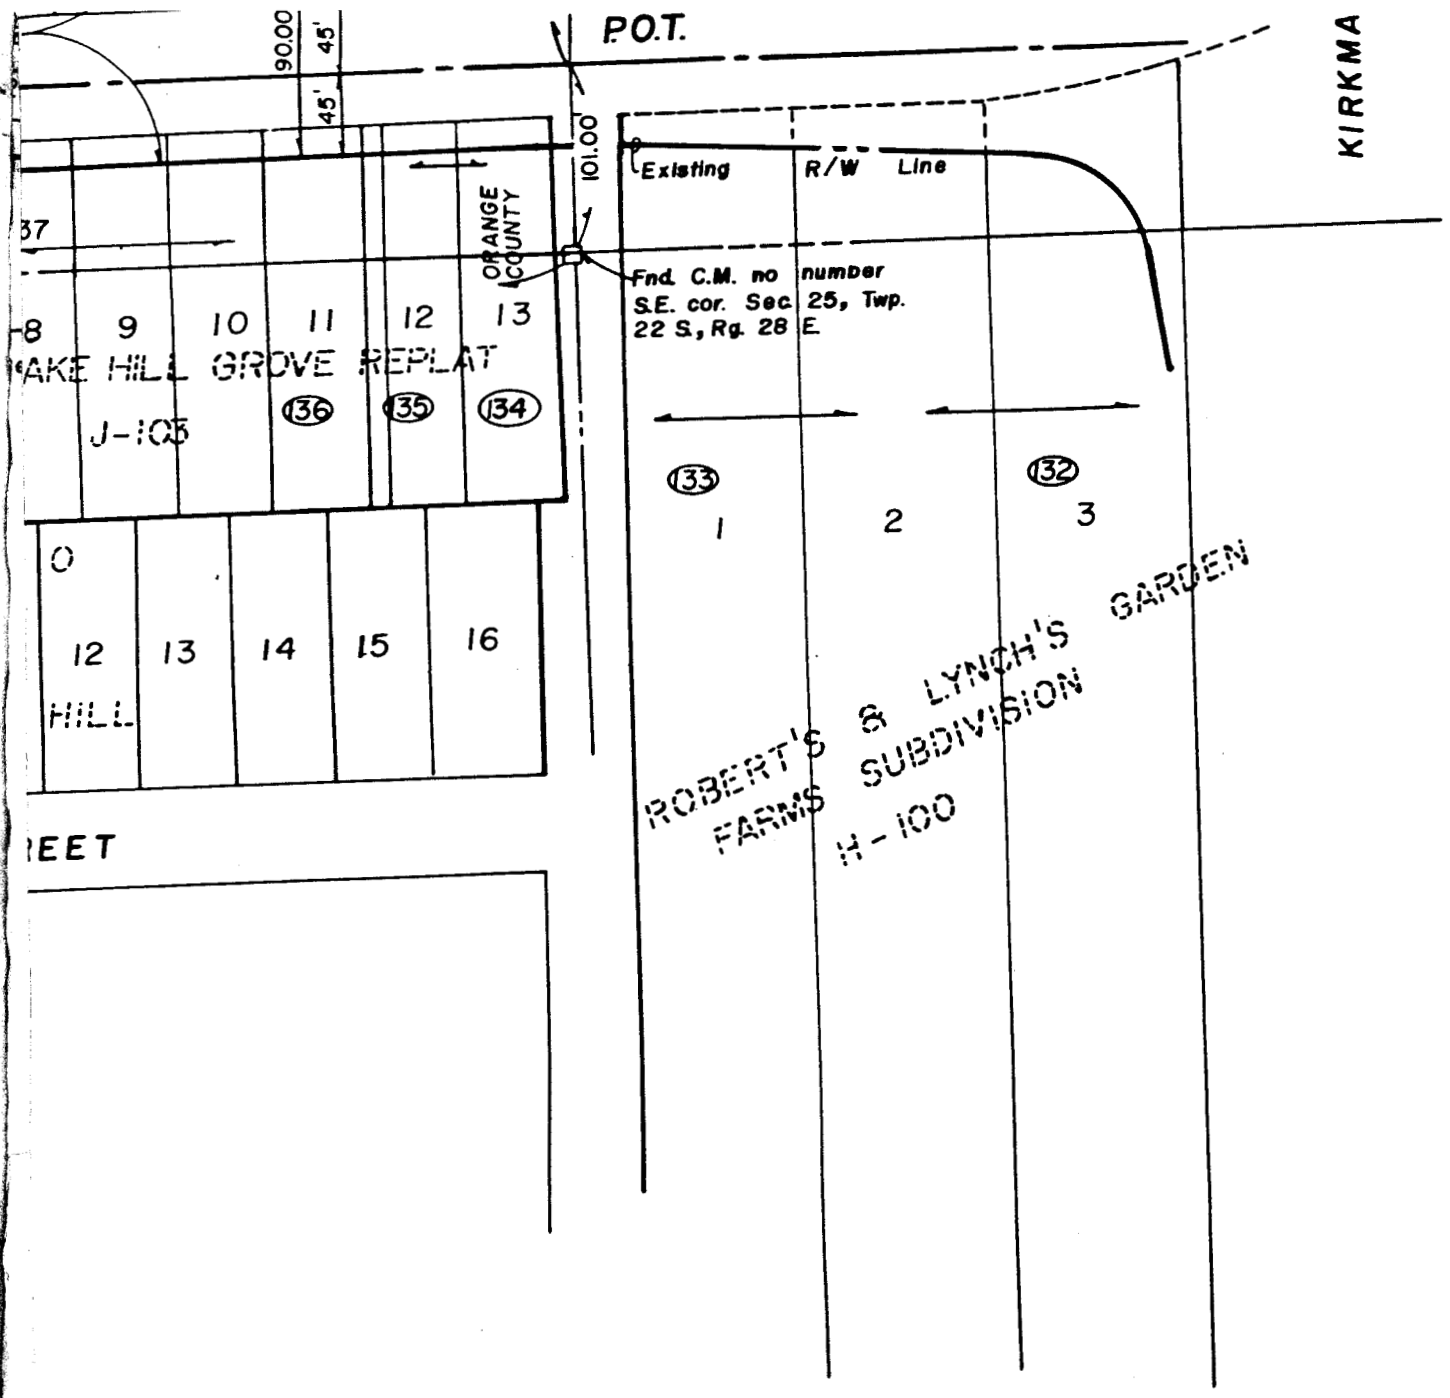 P.O.T.
KIRKMA
90.00
45'
45'
101.00'
Existing R/W Line
37
ORANGE
COUNTY
Fnd. C.M. no number
S.E. cor. Sec. 25, Twp.
22 S., Rg. 28 E.
8 9 10 11 12 13
AKE HILL GROVE REPLAT
J-103
136 135 134
133
132
1 2 3
0
12 13 14 15 16
HILL
ROBERT'S & LYNCH'S GARDEN
FARMS SUBDIVISION
H-100
REET